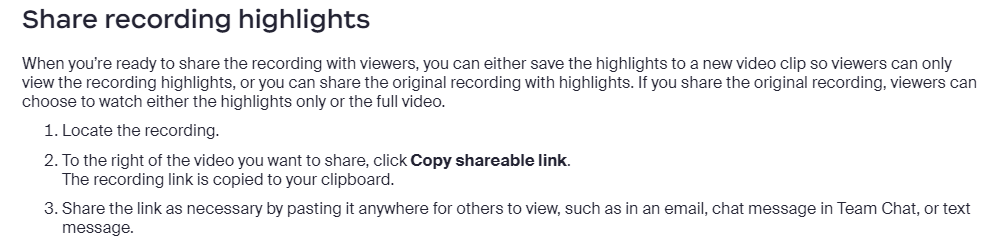 Share recording highlights
When you're ready to share the recording with viewers, you can either save the highlights to a new video clip so viewers can only
view the recording highlights, or you can share the original recording with highlights. If you share the original recording, viewers can
choose to watch either the highlights only or the full video.
1. Locate the recording.
2. To the right of the video you want to share, click Copy shareable link.
The recording link is copied to your clipboard.
3. Share the link as necessary by pasting it anywhere for others to view, such as in an email, chat message in Team Chat, or text
message.